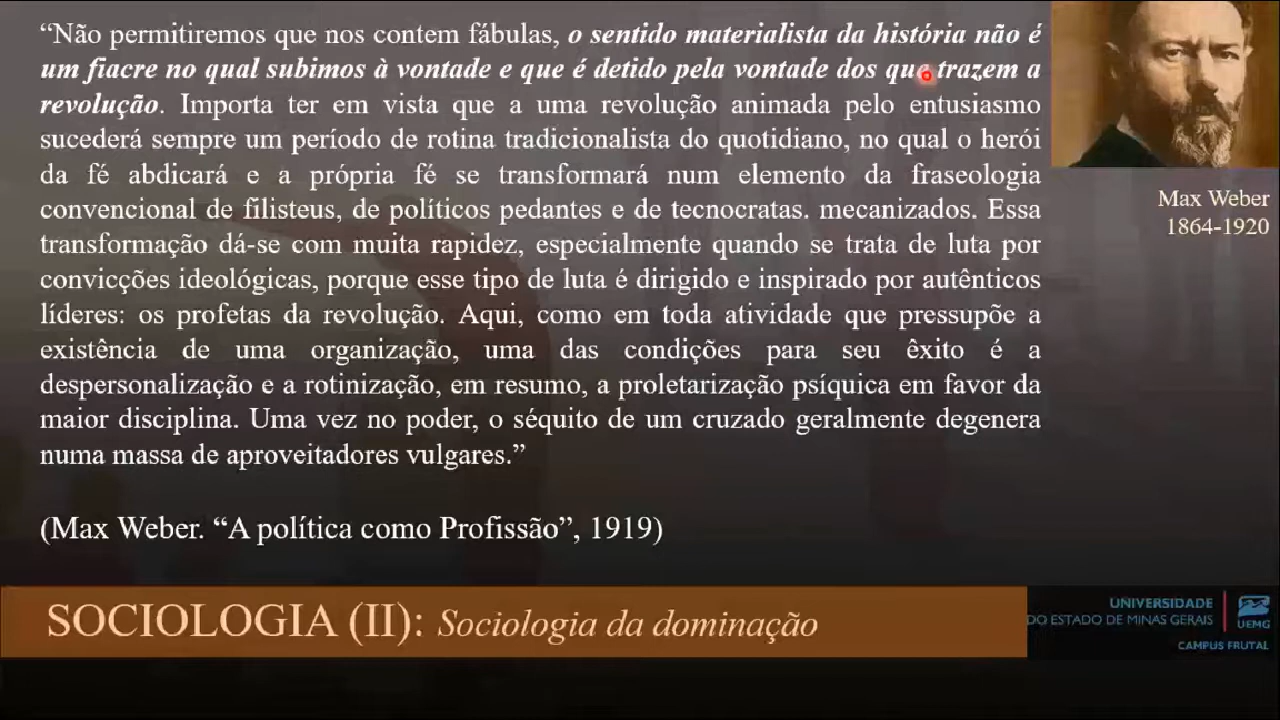 “Não permitiremos que nos contem fábulas, o sentido materialista da história não é
um fiacre no qual subimos à vontade e que é detido pela vontade dos que trazem a
revolução. Importa ter em vista que a uma revolução animada pelo entusiasmo
sucederá sempre um período de rotina tradicionalista do quotidiano, no qual o herói
da fé abdicará e a própria fé se transformará num elemento da fraseologia
convencional de filisteus, de políticos pedantes e de tecnocratas. mecanizados. Essa
transformação dá-se com muita rapidez, especialmente quando se trata de luta por
convicções ideológicas, porque esse tipo de luta é dirigido e inspirado por autênticos
líderes: os profetas da revolução. Aqui, como em toda atividade que pressupõe a
existência de uma organização, uma das condições para seu êxito é a
despersonalização e a rotinização, em resumo, a proletarização psíquica em favor da
maior disciplina. Uma vez no poder, o séquito de um cruzado geralmente degenera
numa massa de aproveitadores vulgares.”
(Max Weber. “A política como Profissão”, 1919)
Max Weber
1864-1920
SOCIOLOGIA (II): Sociologia da dominação
UNIVERSIDADE
DO ESTADO DE MINAS GERAIS
UEMG
CAMPUS FRUTAL